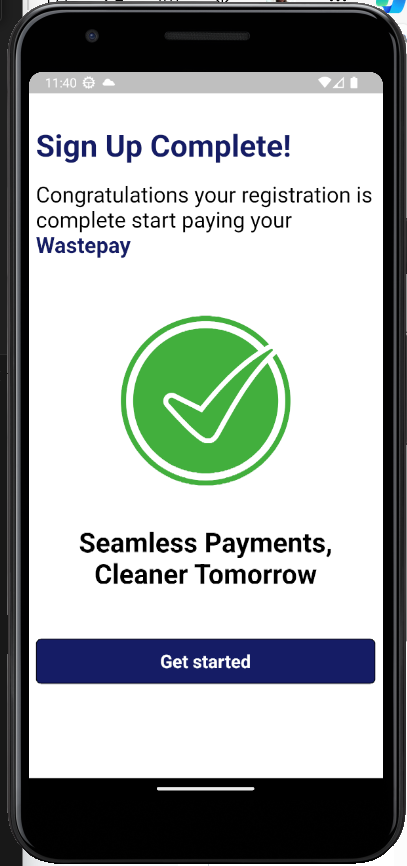 11:40
Sign Up Complete!
Congratulations your registration is
complete start paying your
Wastepay
Seamless Payments,
Cleaner Tomorrow
Get started